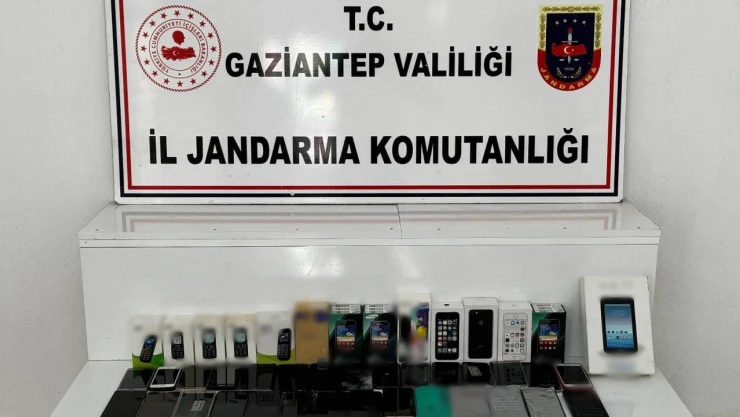 T.C.
GAZİANTEP VALİLİĞİ
JANDARMA
İL JANDARMA KOMUTANLIĞI